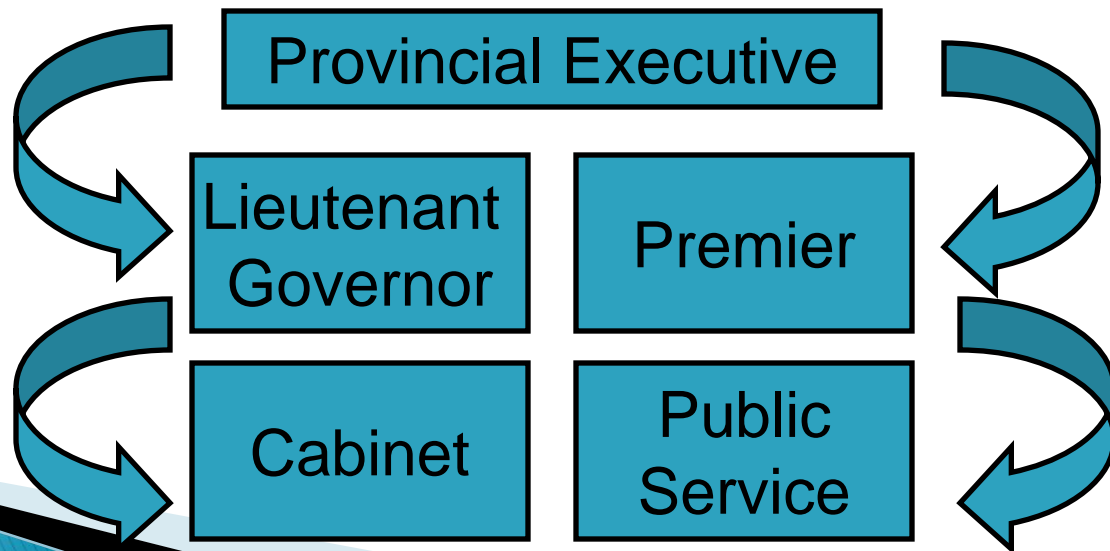 Provincial Executive
Lieutenant
Governor
Premier
Cabinet
Public
Service